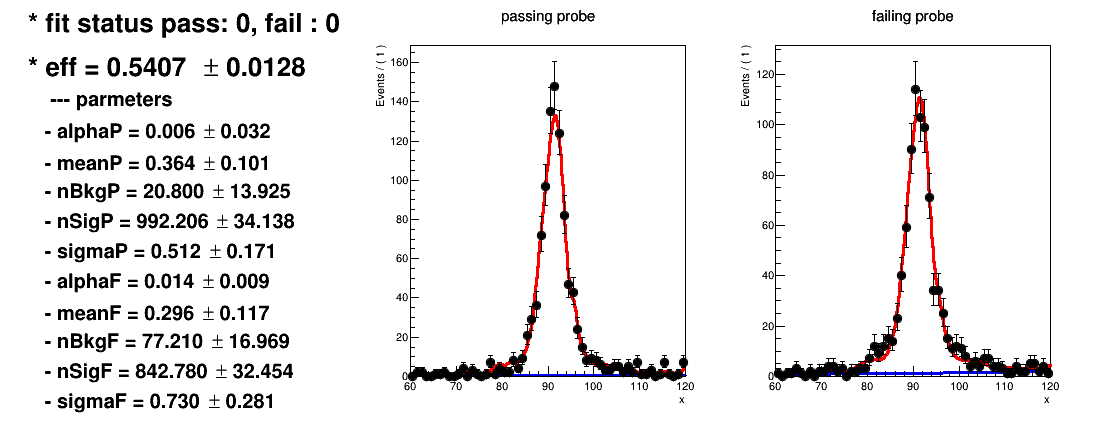 * fit status pass: 0, fail : 0
* eff = 0.5407 ± 0.0128
--- parmeters
- alphaP = 0.006 ± 0.032
- meanP = 0.364 ± 0.101
- nBkgP = 20.800 ± 13.925
- nSigP = 992.206 ± 34.138
- sigmaP = 0.512 ± 0.171
- alphaF = 0.014 ± 0.009
- meanF = 0.296 ± 0.117
- nBkgF = 77.210 ± 16.969
- nSigF = 842.780 ± 32.454
- sigmaF = 0.730 ± 0.281
passing probe
Events / ( 1 )
160
140
120
100
80
60
40
20
0
60 70 80 90 100 110 120
x
failing probe
Events / ( 1 )
120
100
80
60
40
20
0
60 70 80 90 100 110 120
x